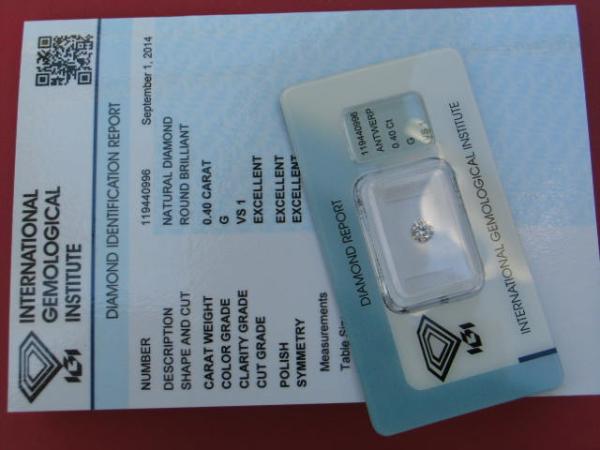 INTERNATIONAL
GEMOLOGICAL
INSTITUTE
IGI
DIAMOND IDENTIFICATION REPORT
September 1, 2014
NUMBER 119440996
DESCRIPTION NATURAL DIAMOND
SHAPE AND CUT ROUND BRILLIANT
CARAT WEIGHT 0.40 CARAT
COLOR GRADE G
CLARITY GRADE VS 1
CUT GRADE EXCELLENT
POLISH EXCELLENT
SYMMETRY EXCELLENT
Measurements
Table
119440996
ANTWERP
0.40 Ct
G
VS
DIAMOND REPORT
INTERNATIONAL GEMOLOGICAL INSTITUTE
IGI